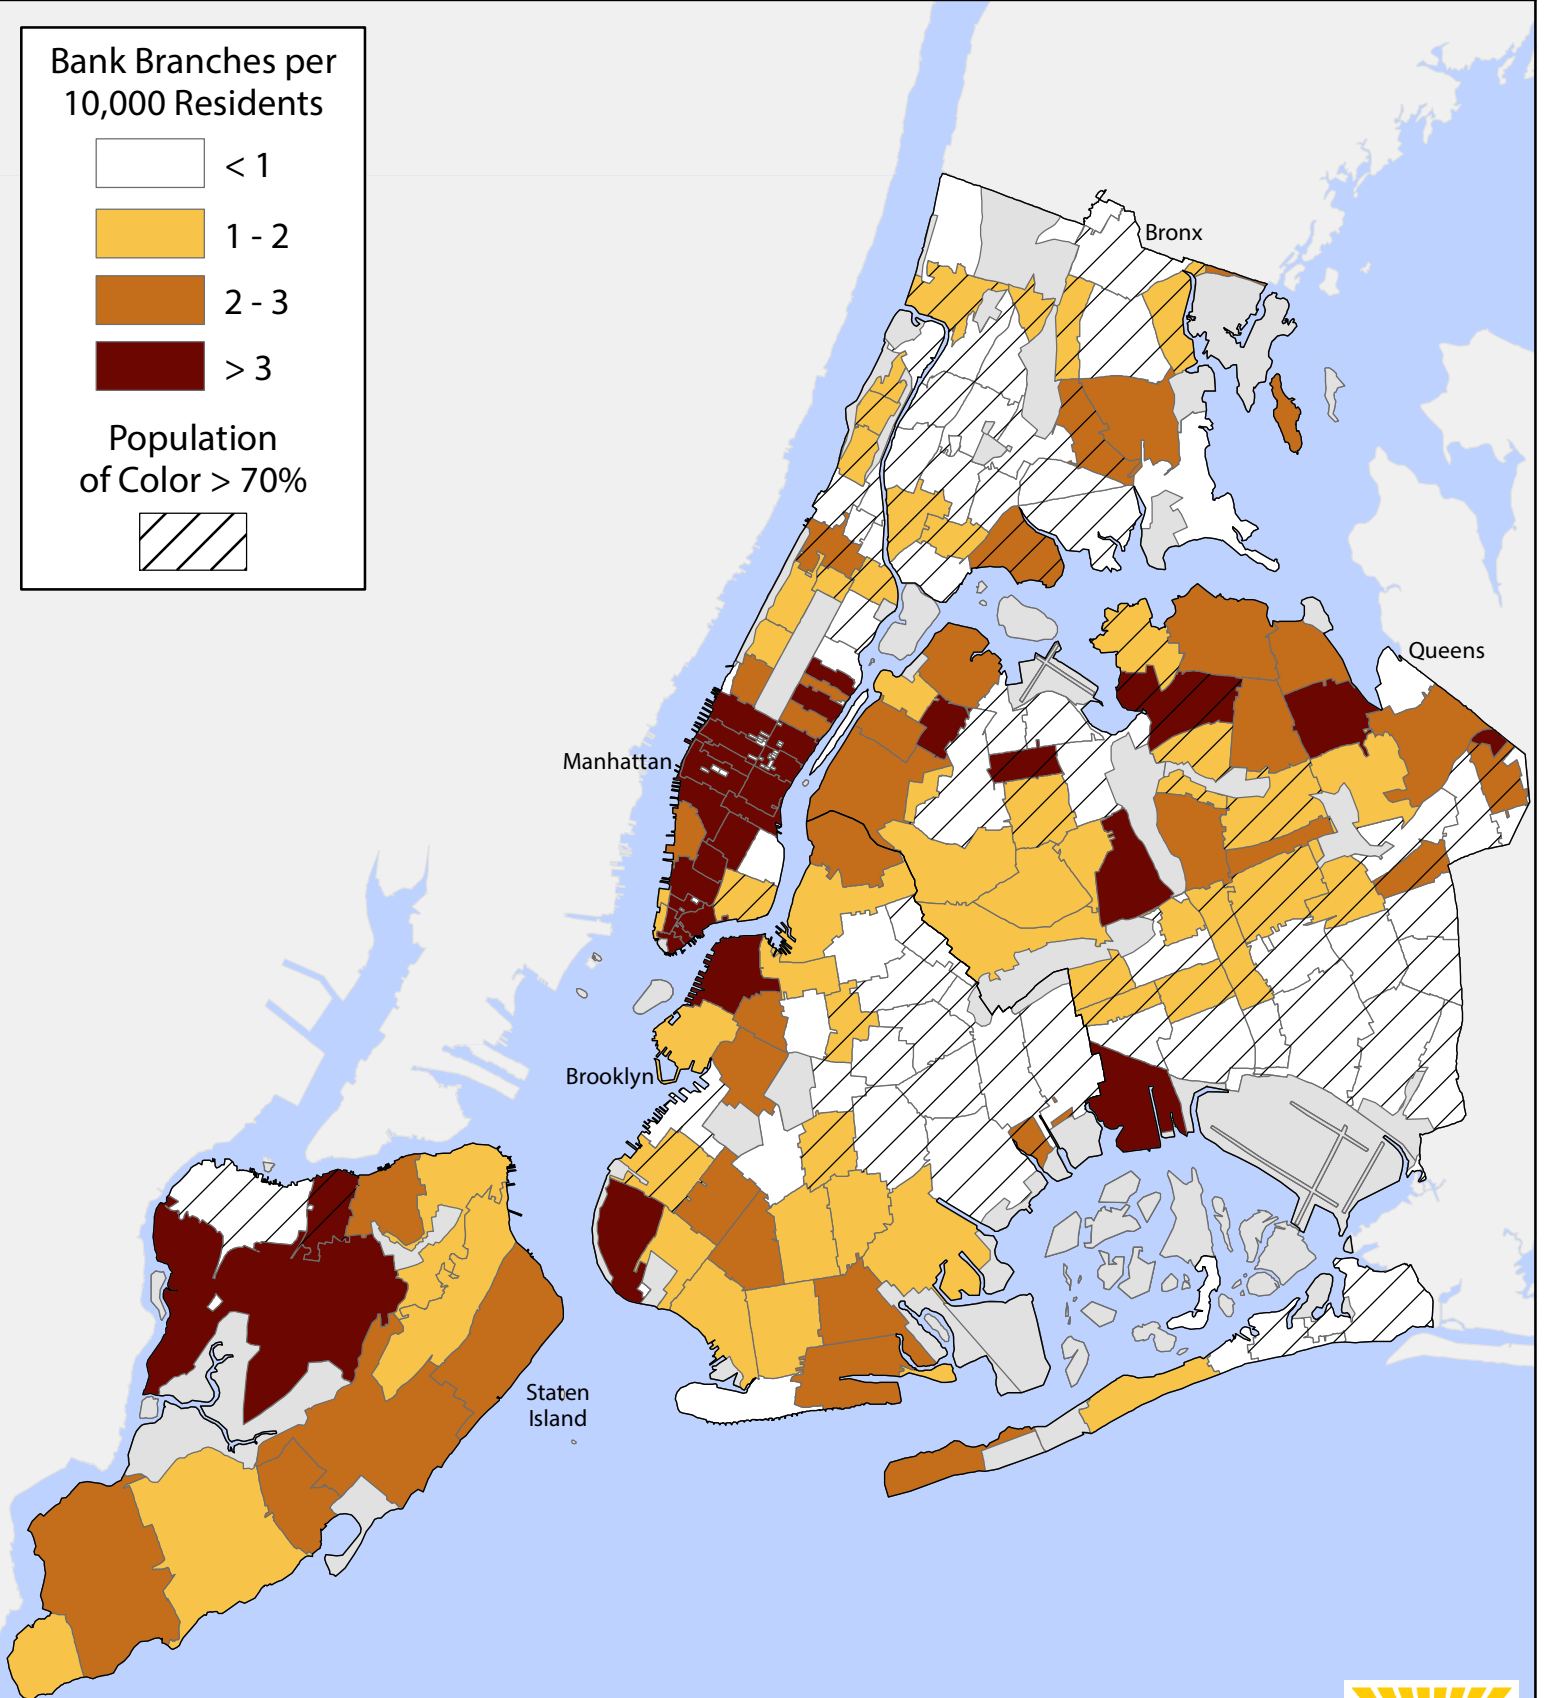 Bank Branches per
10,000 Residents
< 1
1 - 2
2 - 3
> 3
Population
of Color > 70%
Bronx
Queens
Manhattan
Brooklyn
Staten
Island